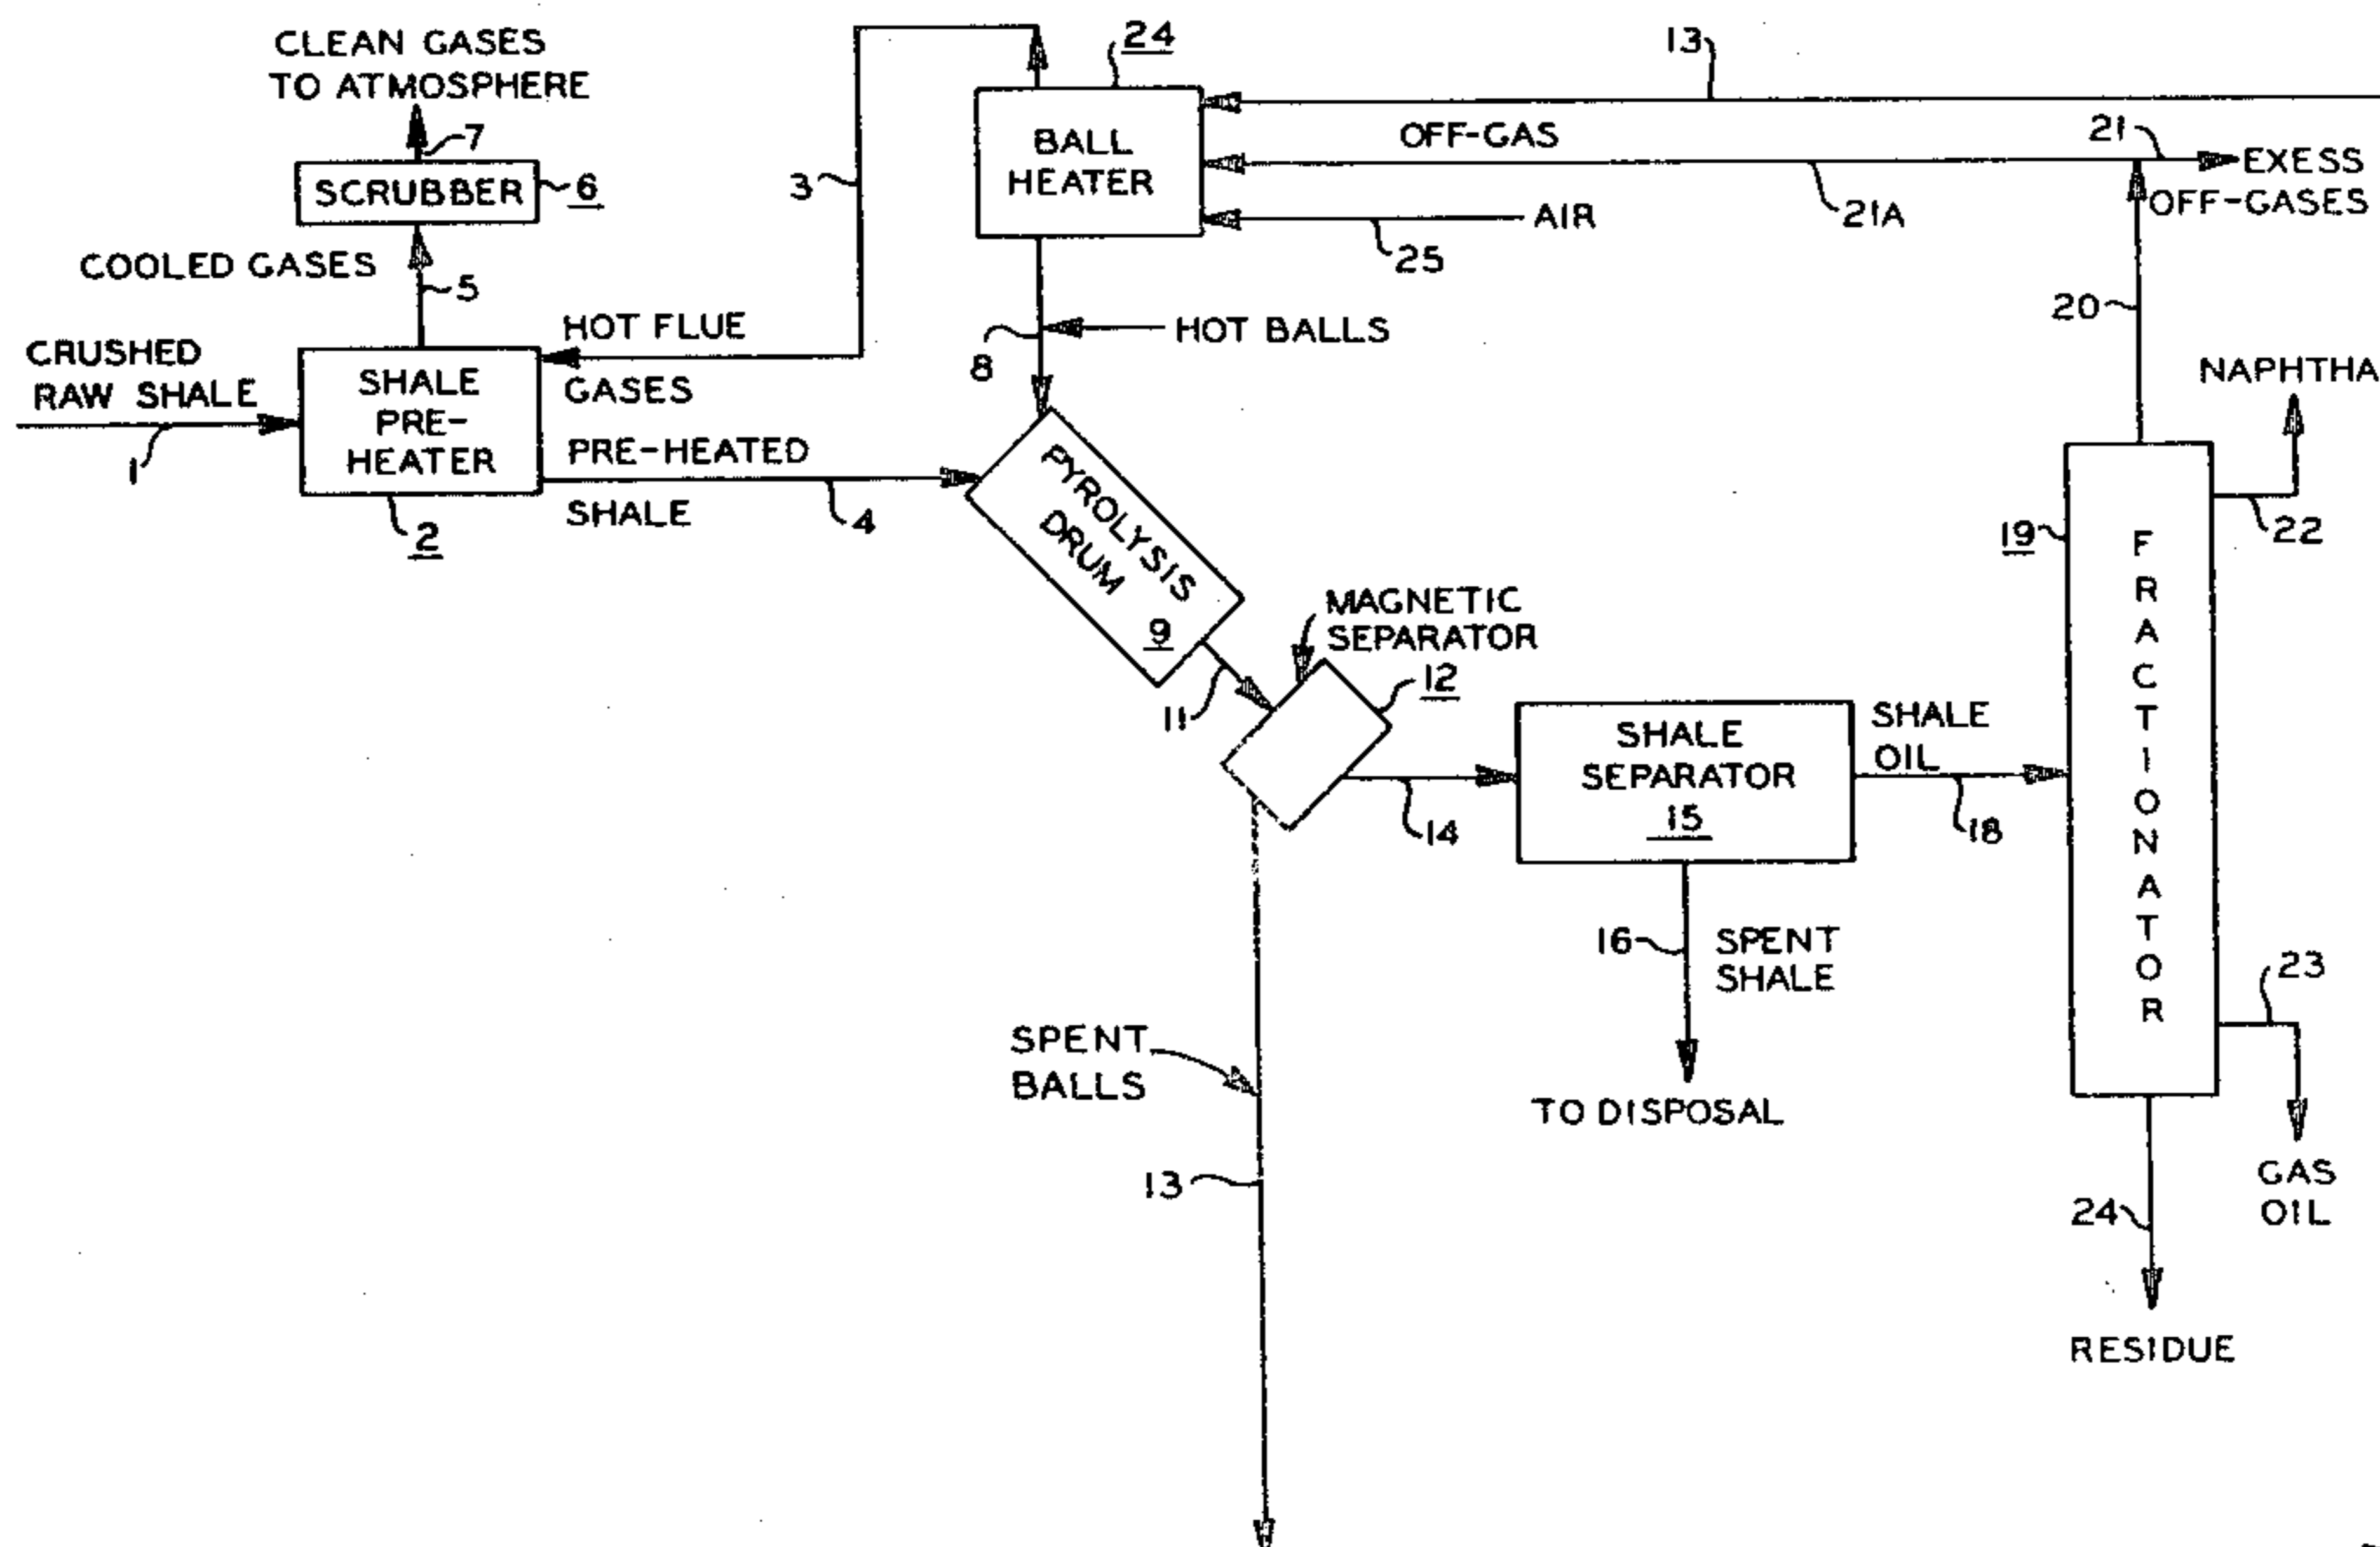 CLEAN GASES
TO ATMOSPHERE
7
SCRUBBER
6
COOLED GASES
5
CRUSHED
RAW SHALE
1
SHALE
PRE-
HEATER
2
HOT FLUE
GASES
PRE-HEATED
SHALE
4
3
24
BALL
HEATER
13
OFF-GAS
21
EXESS
OFF-GASES
21A
AIR
25
HOT BALLS
8
20
NAPHTHA
22
PYROLYSIS
DRUM
9
11
MAGNETIC
SEPARATOR
12
14
SHALE
SEPARATOR
15
SHALE
OIL
18
19
FRACTIONATOR
16
SPENT
SHALE
TO DISPOSAL
SPENT
BALLS
13
23
GAS
OIL
24
RESIDUE